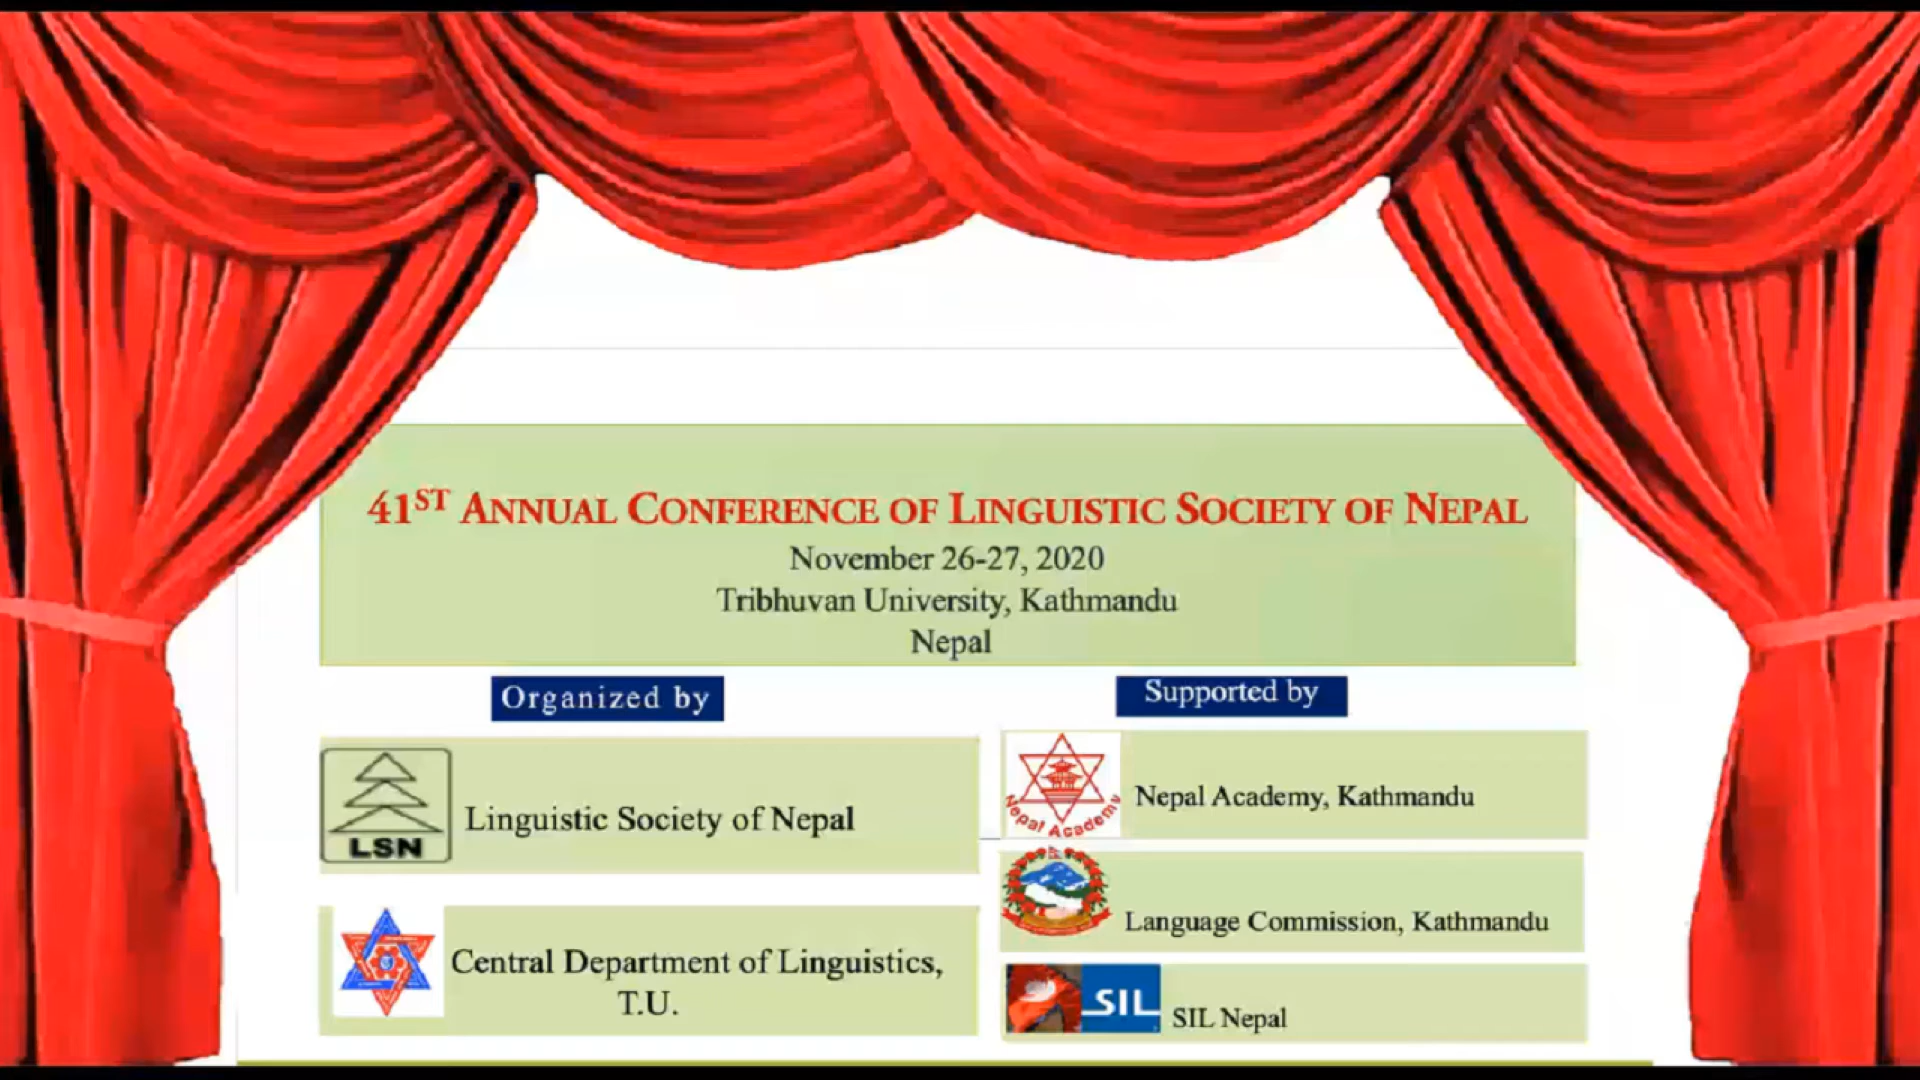 41ST ANNUAL CONFERENCE OF LINGUISTIC SOCIETY OF NEPAL
November 26-27, 2020
Tribhuvan University, Kathmandu
Nepal
Organized by
LSN
Linguistic Society of Nepal
Central Department of Linguistics,
T.U.
Supported by
Nepal Academy
Nepal Academy, Kathmandu
Language Commission, Kathmandu
SIL
SIL Nepal